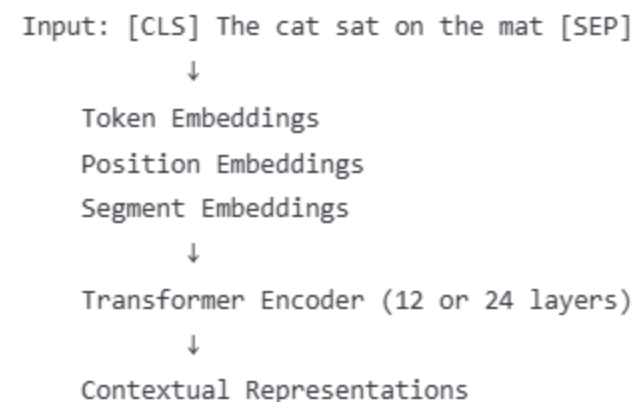 Input: [CLS] The cat sat on the mat [SEP]
↓
Token Embeddings
Position Embeddings
Segment Embeddings
↓
Transformer Encoder (12 or 24 layers)
↓
Contextual Representations